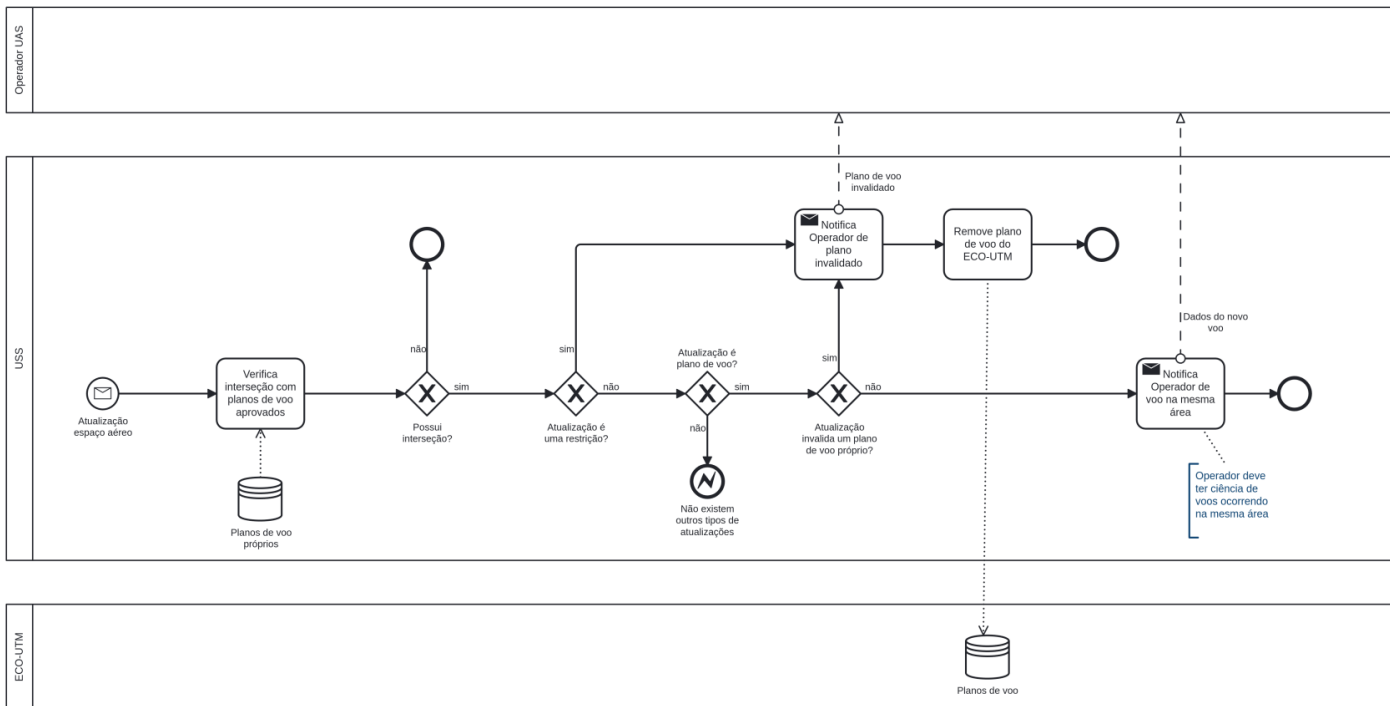 Operador UAS
USS
Plano de voo
invalidado
Notifica
Operador de
plano
invalidado
Remove plano
de voo do
ECO-UTM
Dados do novo
voo
não
sim
Atualização é
plano de voo?
sim
Verifica
interseção com
planos de voo
aprovados
sim
não
sim
não
Notifica
Operador de
voo na mesma
área
Atualização
espaço aéreo
Possui
interseção?
Atualização é
uma restrição?
não
Atualização
invalida um plano
de voo próprio?
Não existem
outros tipos de
atualizações
Operador deve
ter ciência de
voos ocorrendo
na mesma área
Planos de voo
próprios
ECO-UTM
Planos de voo